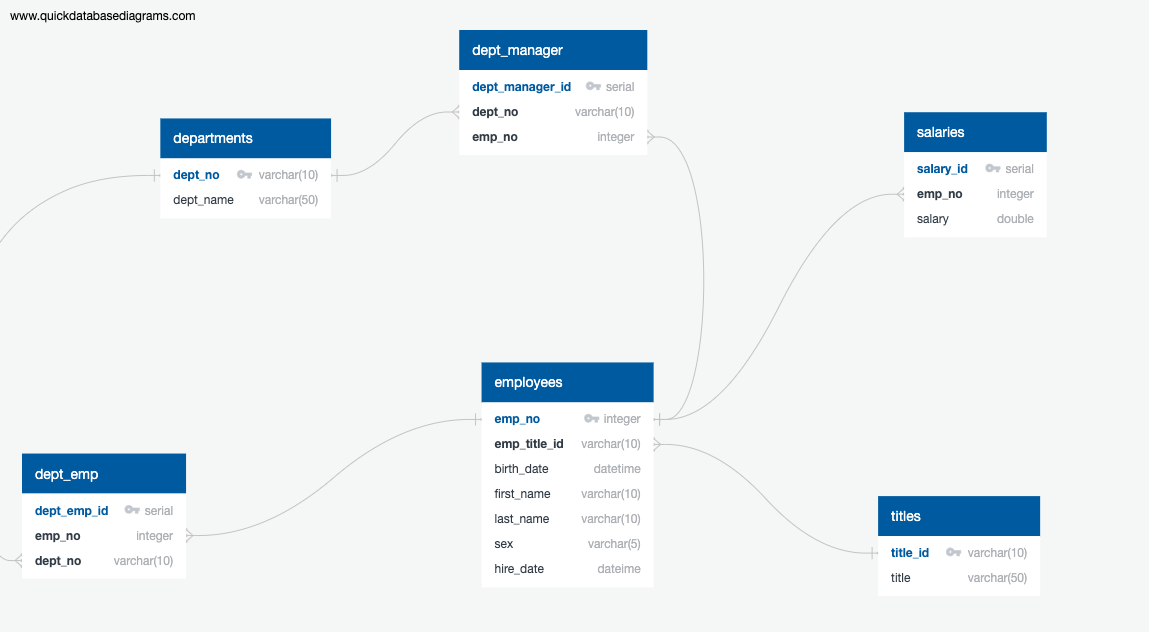 www.quickdatabasediagrams.com
dept_manager
dept_manager_id serial
dept_no varchar(10)
emp_no integer
departments
dept_no varchar(10)
dept_name varchar(50)
salaries
salary_id serial
emp_no integer
salary double
employees
emp_no integer
emp_title_id varchar(10)
birth_date datetime
first_name varchar(10)
last_name varchar(10)
sex varchar(5)
hire_date dateime
dept_emp
dept_emp_id serial
emp_no integer
dept_no varchar(10)
titles
title_id varchar(10)
title varchar(50)